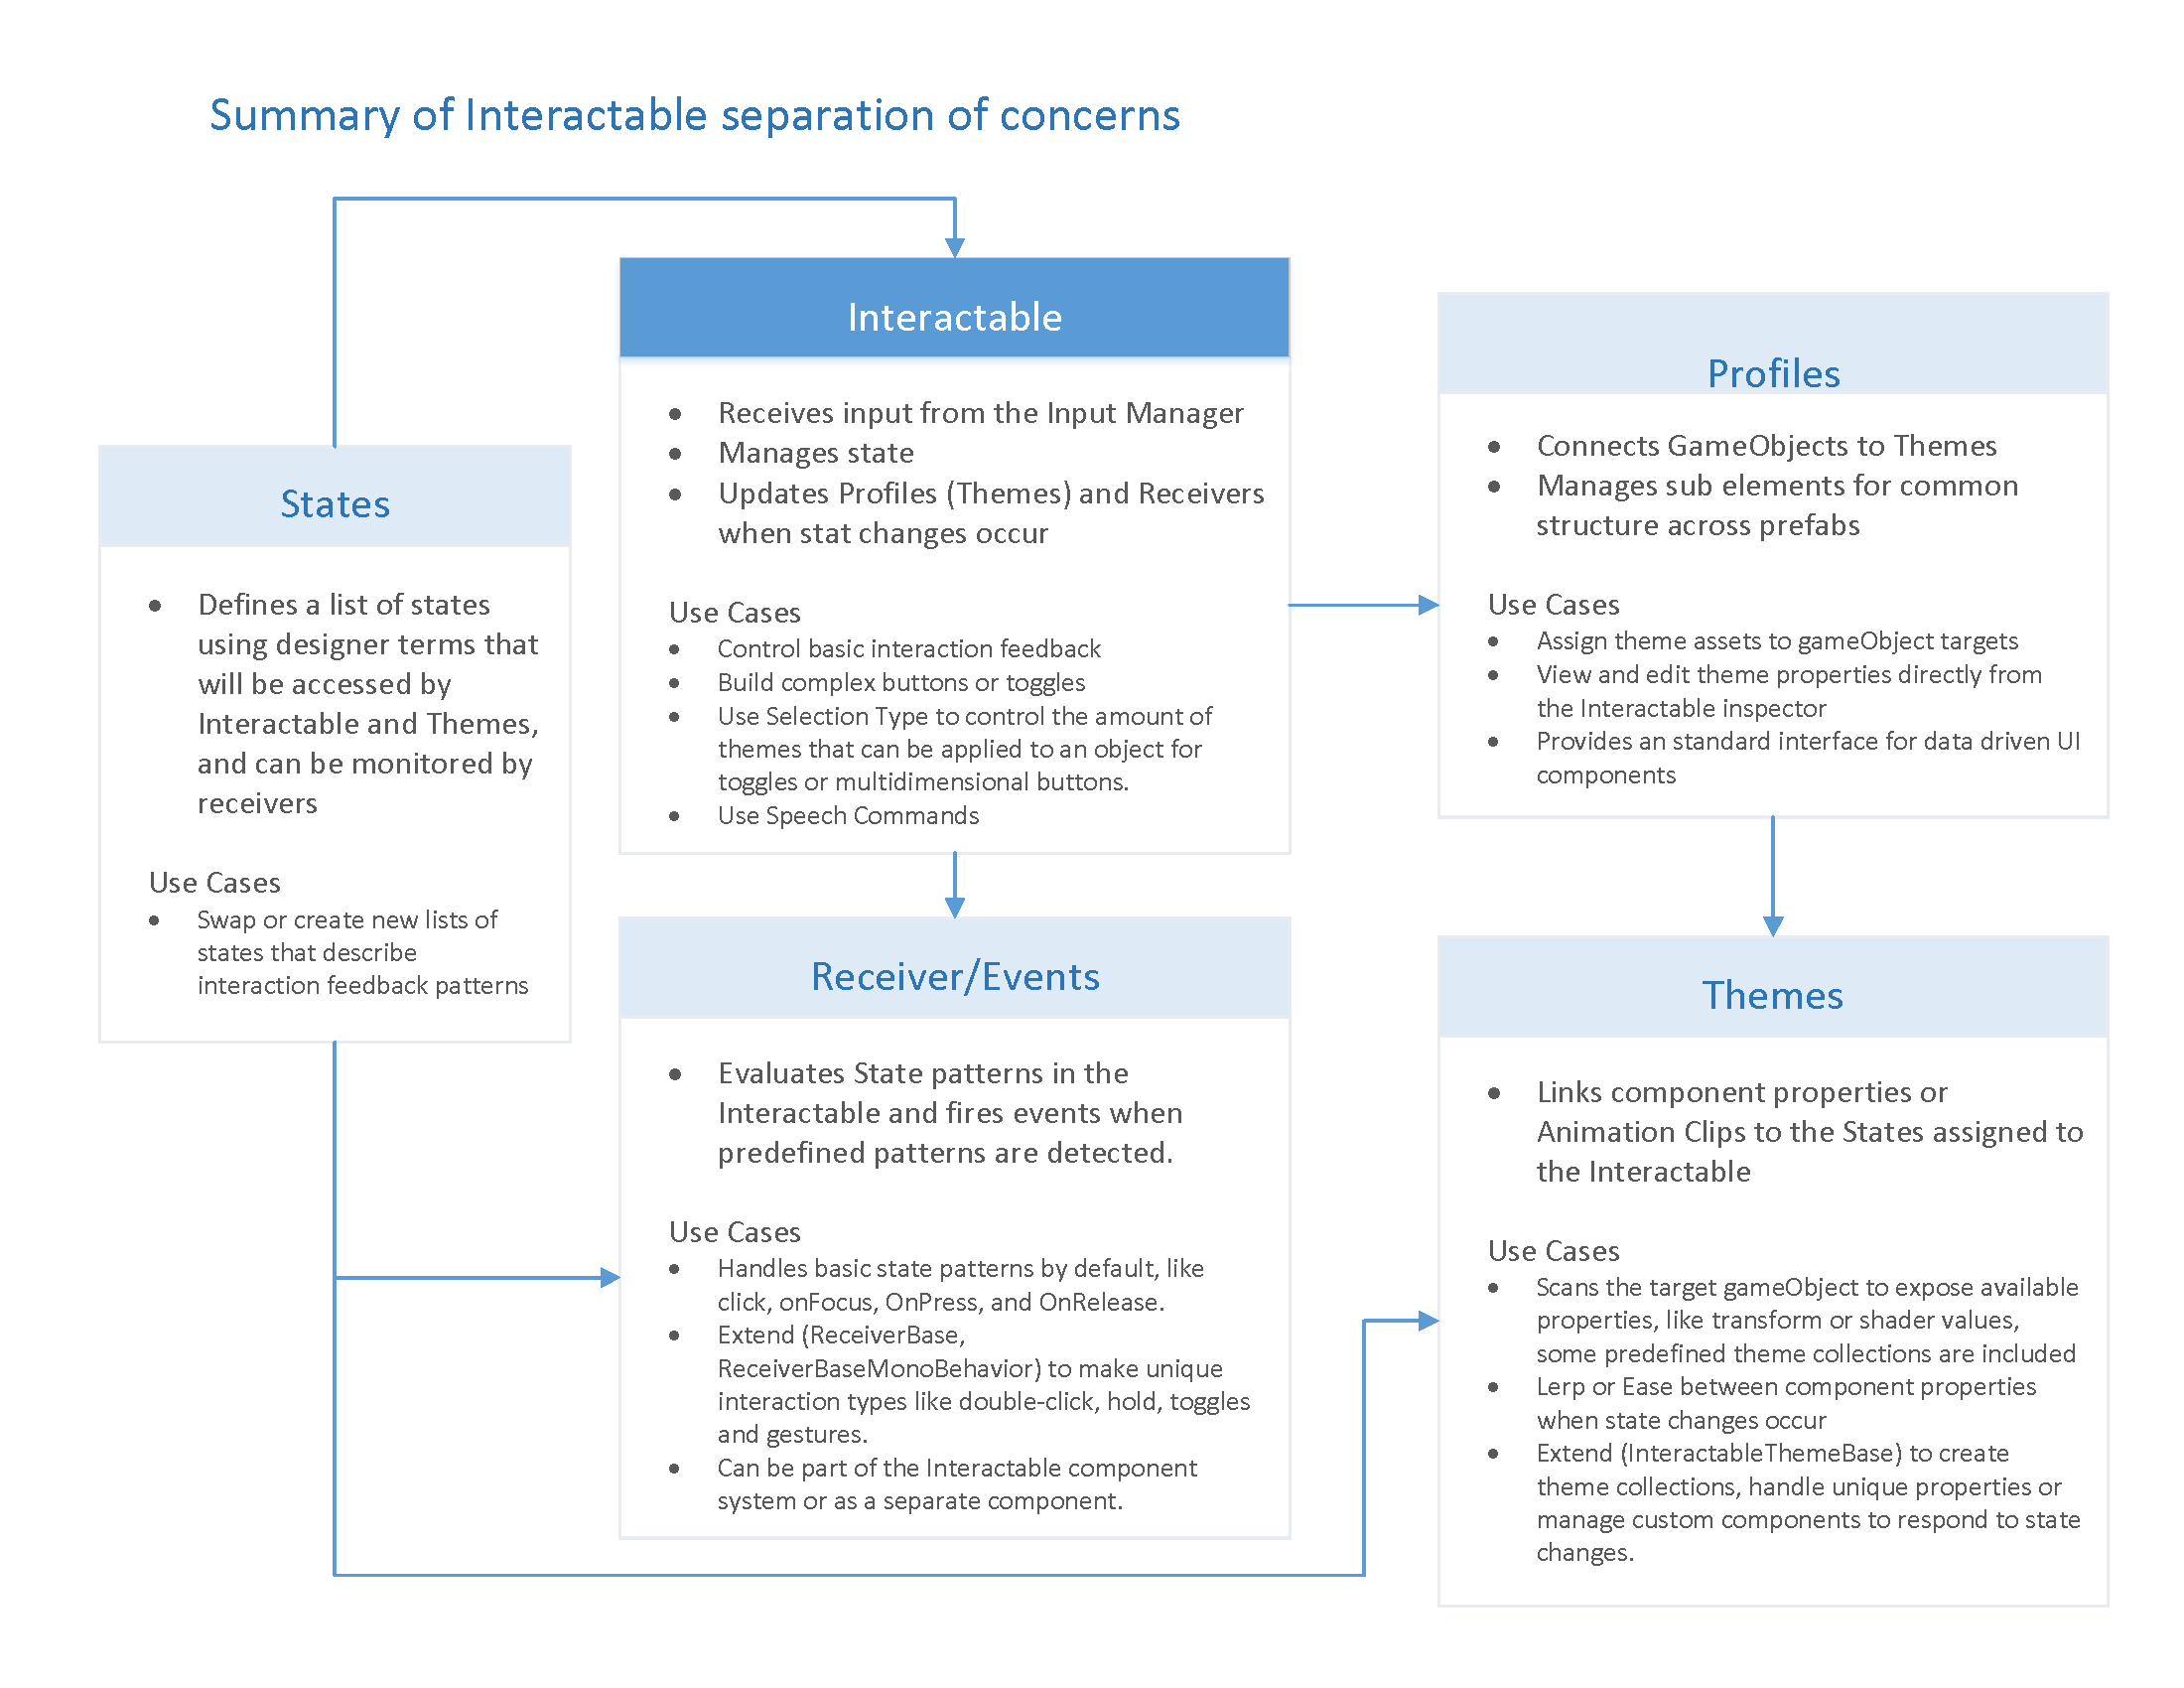 Summary of Interactable separation of concerns
States
• Defines a list of states
using designer terms that
will be accessed by
Interactable and Themes,
and can be monitored by
receivers
Use Cases
• Swap or create new lists of
states that describe
interaction feedback patterns
Interactable
• Receives input from the Input Manager
• Manages state
• Updates Profiles (Themes) and Receivers
when stat changes occur
Use Cases
• Control basic interaction feedback
• Build complex buttons or toggles
• Use Selection Type to control the amount of
themes that can be applied to an object for
toggles or multidimensional buttons.
• Use Speech Commands
Receiver/Events
• Evaluates State patterns in the
Interactable and fires events when
predefined patterns are detected.
Use Cases
• Handles basic state patterns by default, like
click, onFocus, OnPress, and OnRelease.
• Extend (ReceiverBase,
ReceiverBaseMonoBehavior) to make unique
interaction types like double-click, hold, toggles
and gestures.
• Can be part of the Interactable component
system or as a separate component.
Profiles
• Connects GameObjects to Themes
• Manages sub elements for common
structure across prefabs
Use Cases
• Assign theme assets to gameObject targets
• View and edit theme properties directly from
the Interactable inspector
• Provides an standard interface for data driven UI
components
Themes
• Links component properties or
Animation Clips to the States assigned to
the Interactable
Use Cases
• Scans the target gameObject to expose available
properties, like transform or shader values,
some predefined theme collections are included
• Lerp or Ease between component properties
when state changes occur
• Extend (InteractableThemeBase) to create
theme collections, handle unique properties or
manage custom components to respond to state
changes.